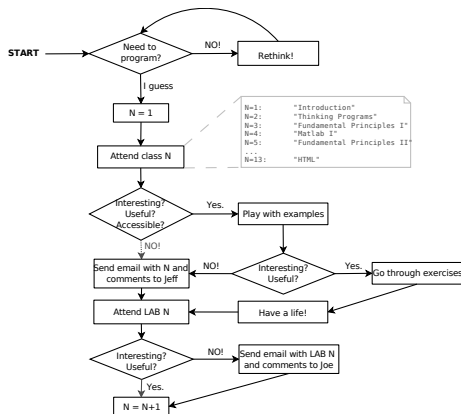 START
Need to
program?
NO!
Rethink!
I guess
N = 1
Attend class N
N=1: "Introduction"
N=2: "Thinking Programs"
N=3: "Fundamental Principles I"
N=4: "Matlab I"
N=5: "Fundamental Principles II"
...
N=13: "HTML"
Interesting?
Useful?
Accessible?
Yes.
Play with examples
NO!
Send email with N and
comments to Jeff
NO!
Interesting?
Useful?
Yes.
Go through exercises
Attend LAB N
Have a life!
Interesting?
Useful?
NO!
Send email with LAB N
and comments to Joe
Yes.
N = N+1